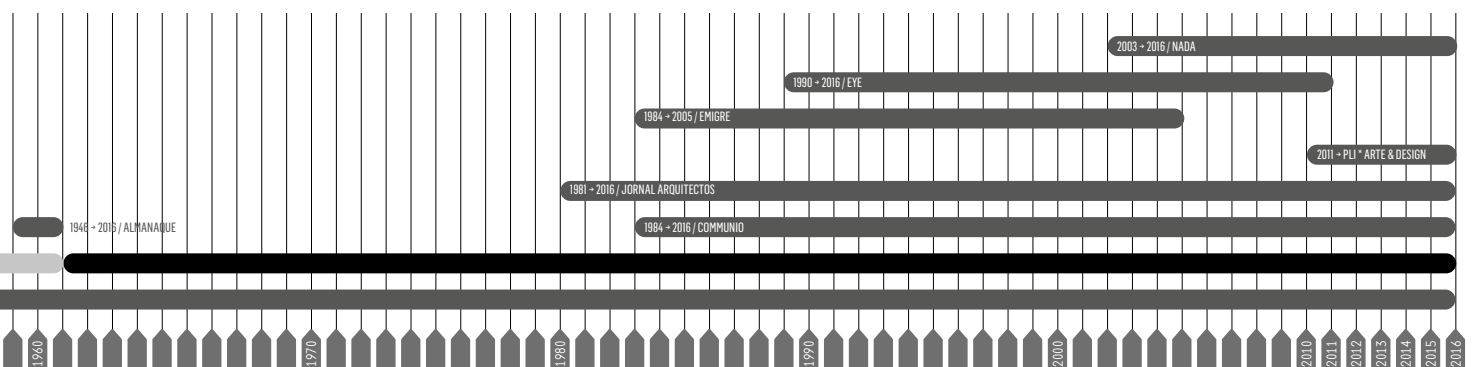 2003 → 2016 / NADA
1990 → 2016 / EYE
1984 → 2005 / EMIGRE
2011 → PLI * ARTE & DESIGN
1981 → 2016 / JORNAL ARQUITECTOS
1946 → 2016 / ALMANAQUE
1984 → 2016 / COMMUNIO
1960
1970
1980
1990
2000
2010
2011
2012
2013
2014
2015
2016